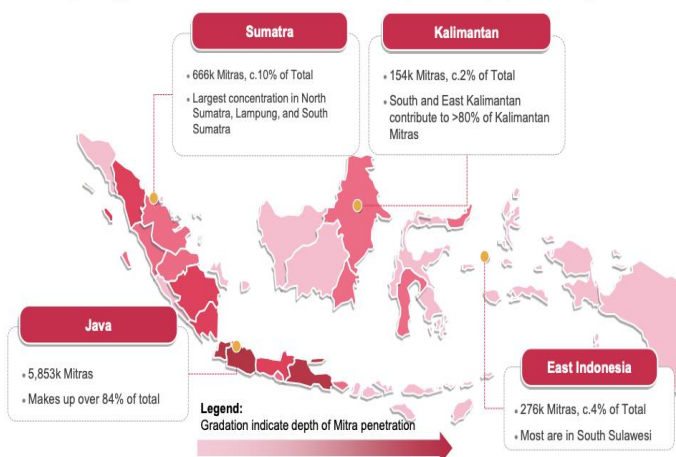 Sumatra
• 666k Mitras, c.10% of Total
• Largest concentration in North
Sumatra, Lampung, and South
Sumatra
Kalimantan
• 154k Mitras, c.2% of Total
• South and East Kalimantan
contribute to >80% of Kalimantan
Mitras
Java
• 5,853k Mitras
• Makes up over 84% of total
East Indonesia
• 276k Mitras, c.4% of Total
• Most are in South Sulawesi
Legend:
Gradation indicate depth of Mitra penetration